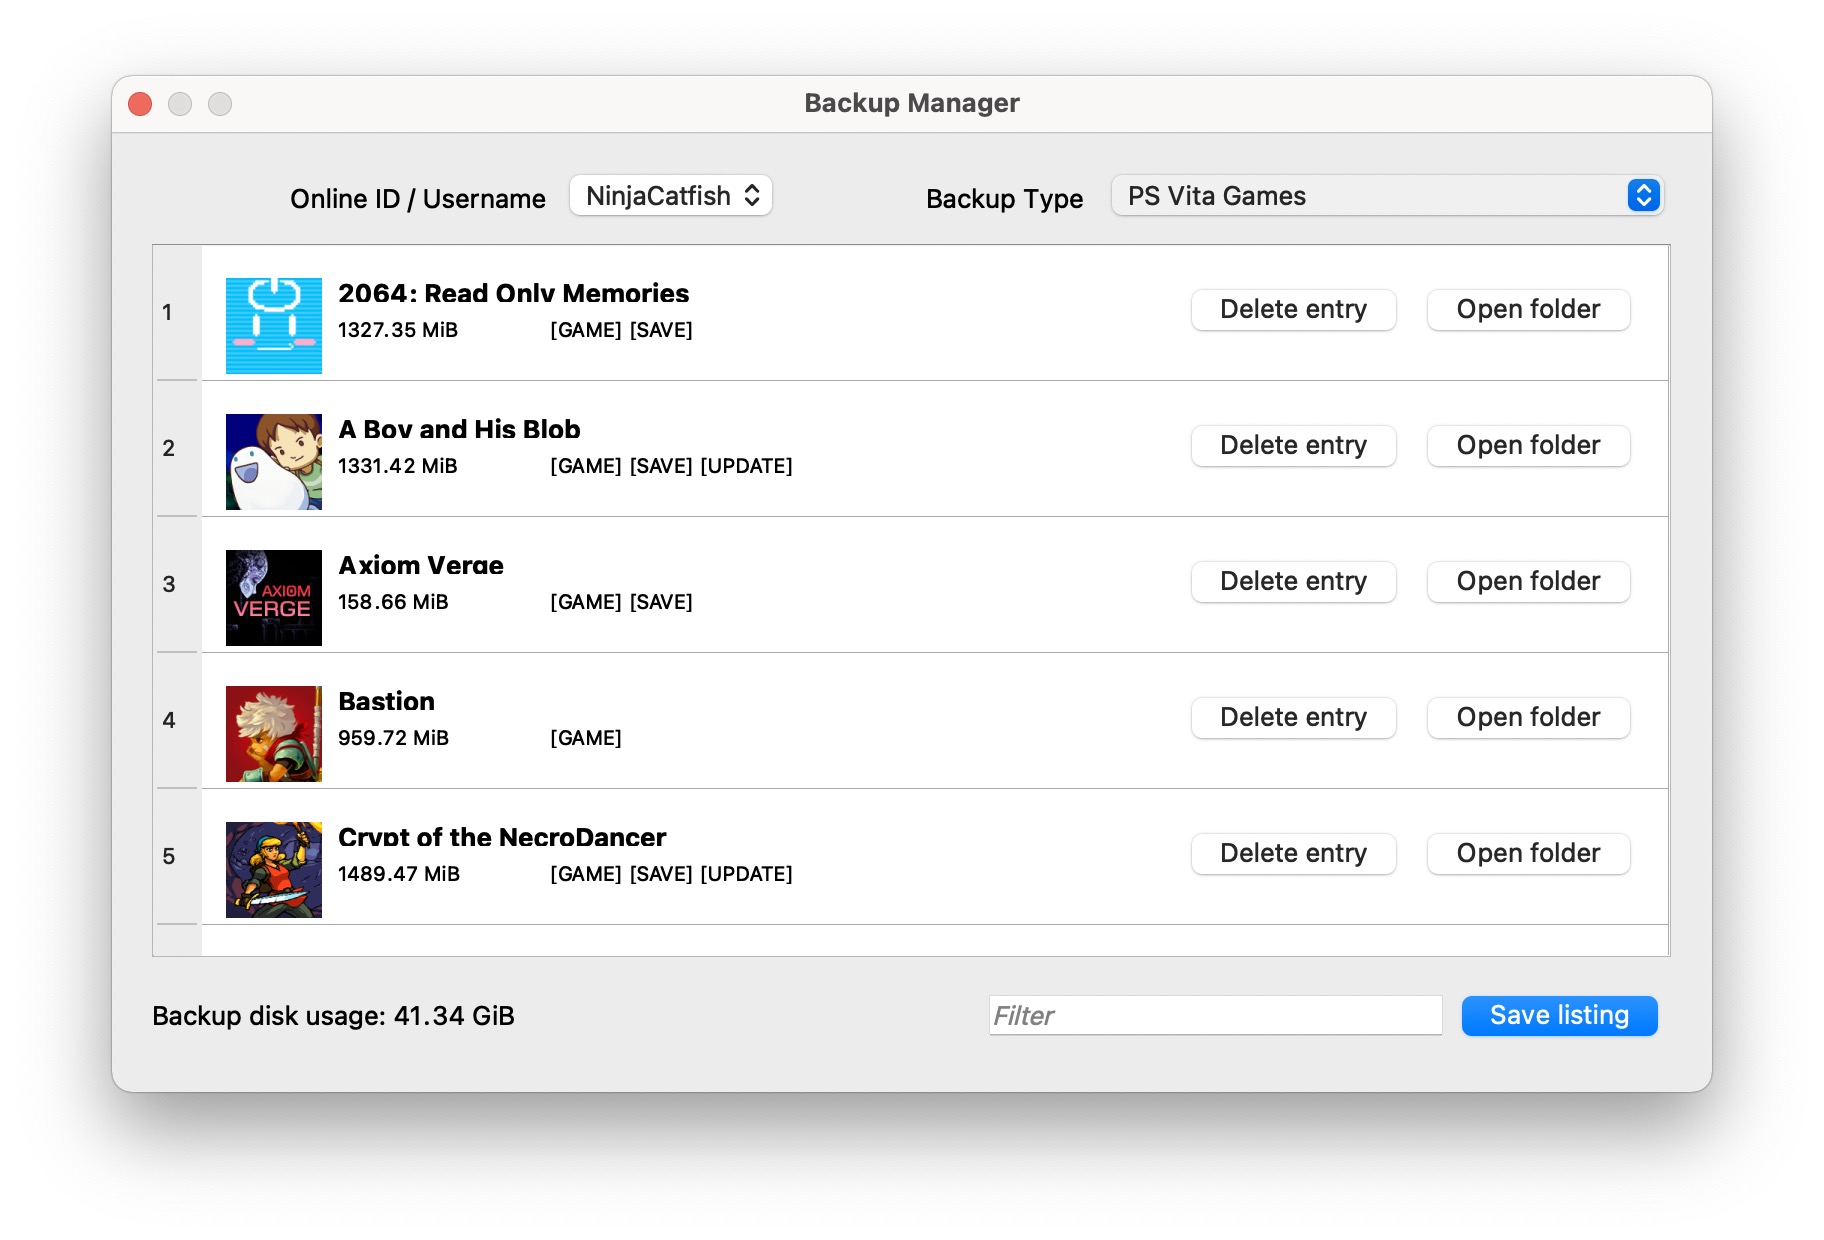 Backup Manager
Online ID / Username NinjaCatfish Backup Type PS Vita Games
1 2064: Read Only Memories
1327.35 MiB [GAME] [SAVE] Delete entry Open folder
2 A Boy and His Blob
1331.42 MiB [GAME] [SAVE] [UPDATE] Delete entry Open folder
3 Axiom Verge
AXIOM
VERGE
158.66 MiB [GAME] [SAVE] Delete entry Open folder
4 Bastion
959.72 MiB [GAME] Delete entry Open folder
5 Crypt of the NecroDancer
1489.47 MiB [GAME] [SAVE] [UPDATE] Delete entry Open folder
Backup disk usage: 41.34 GiB Filter Save listing